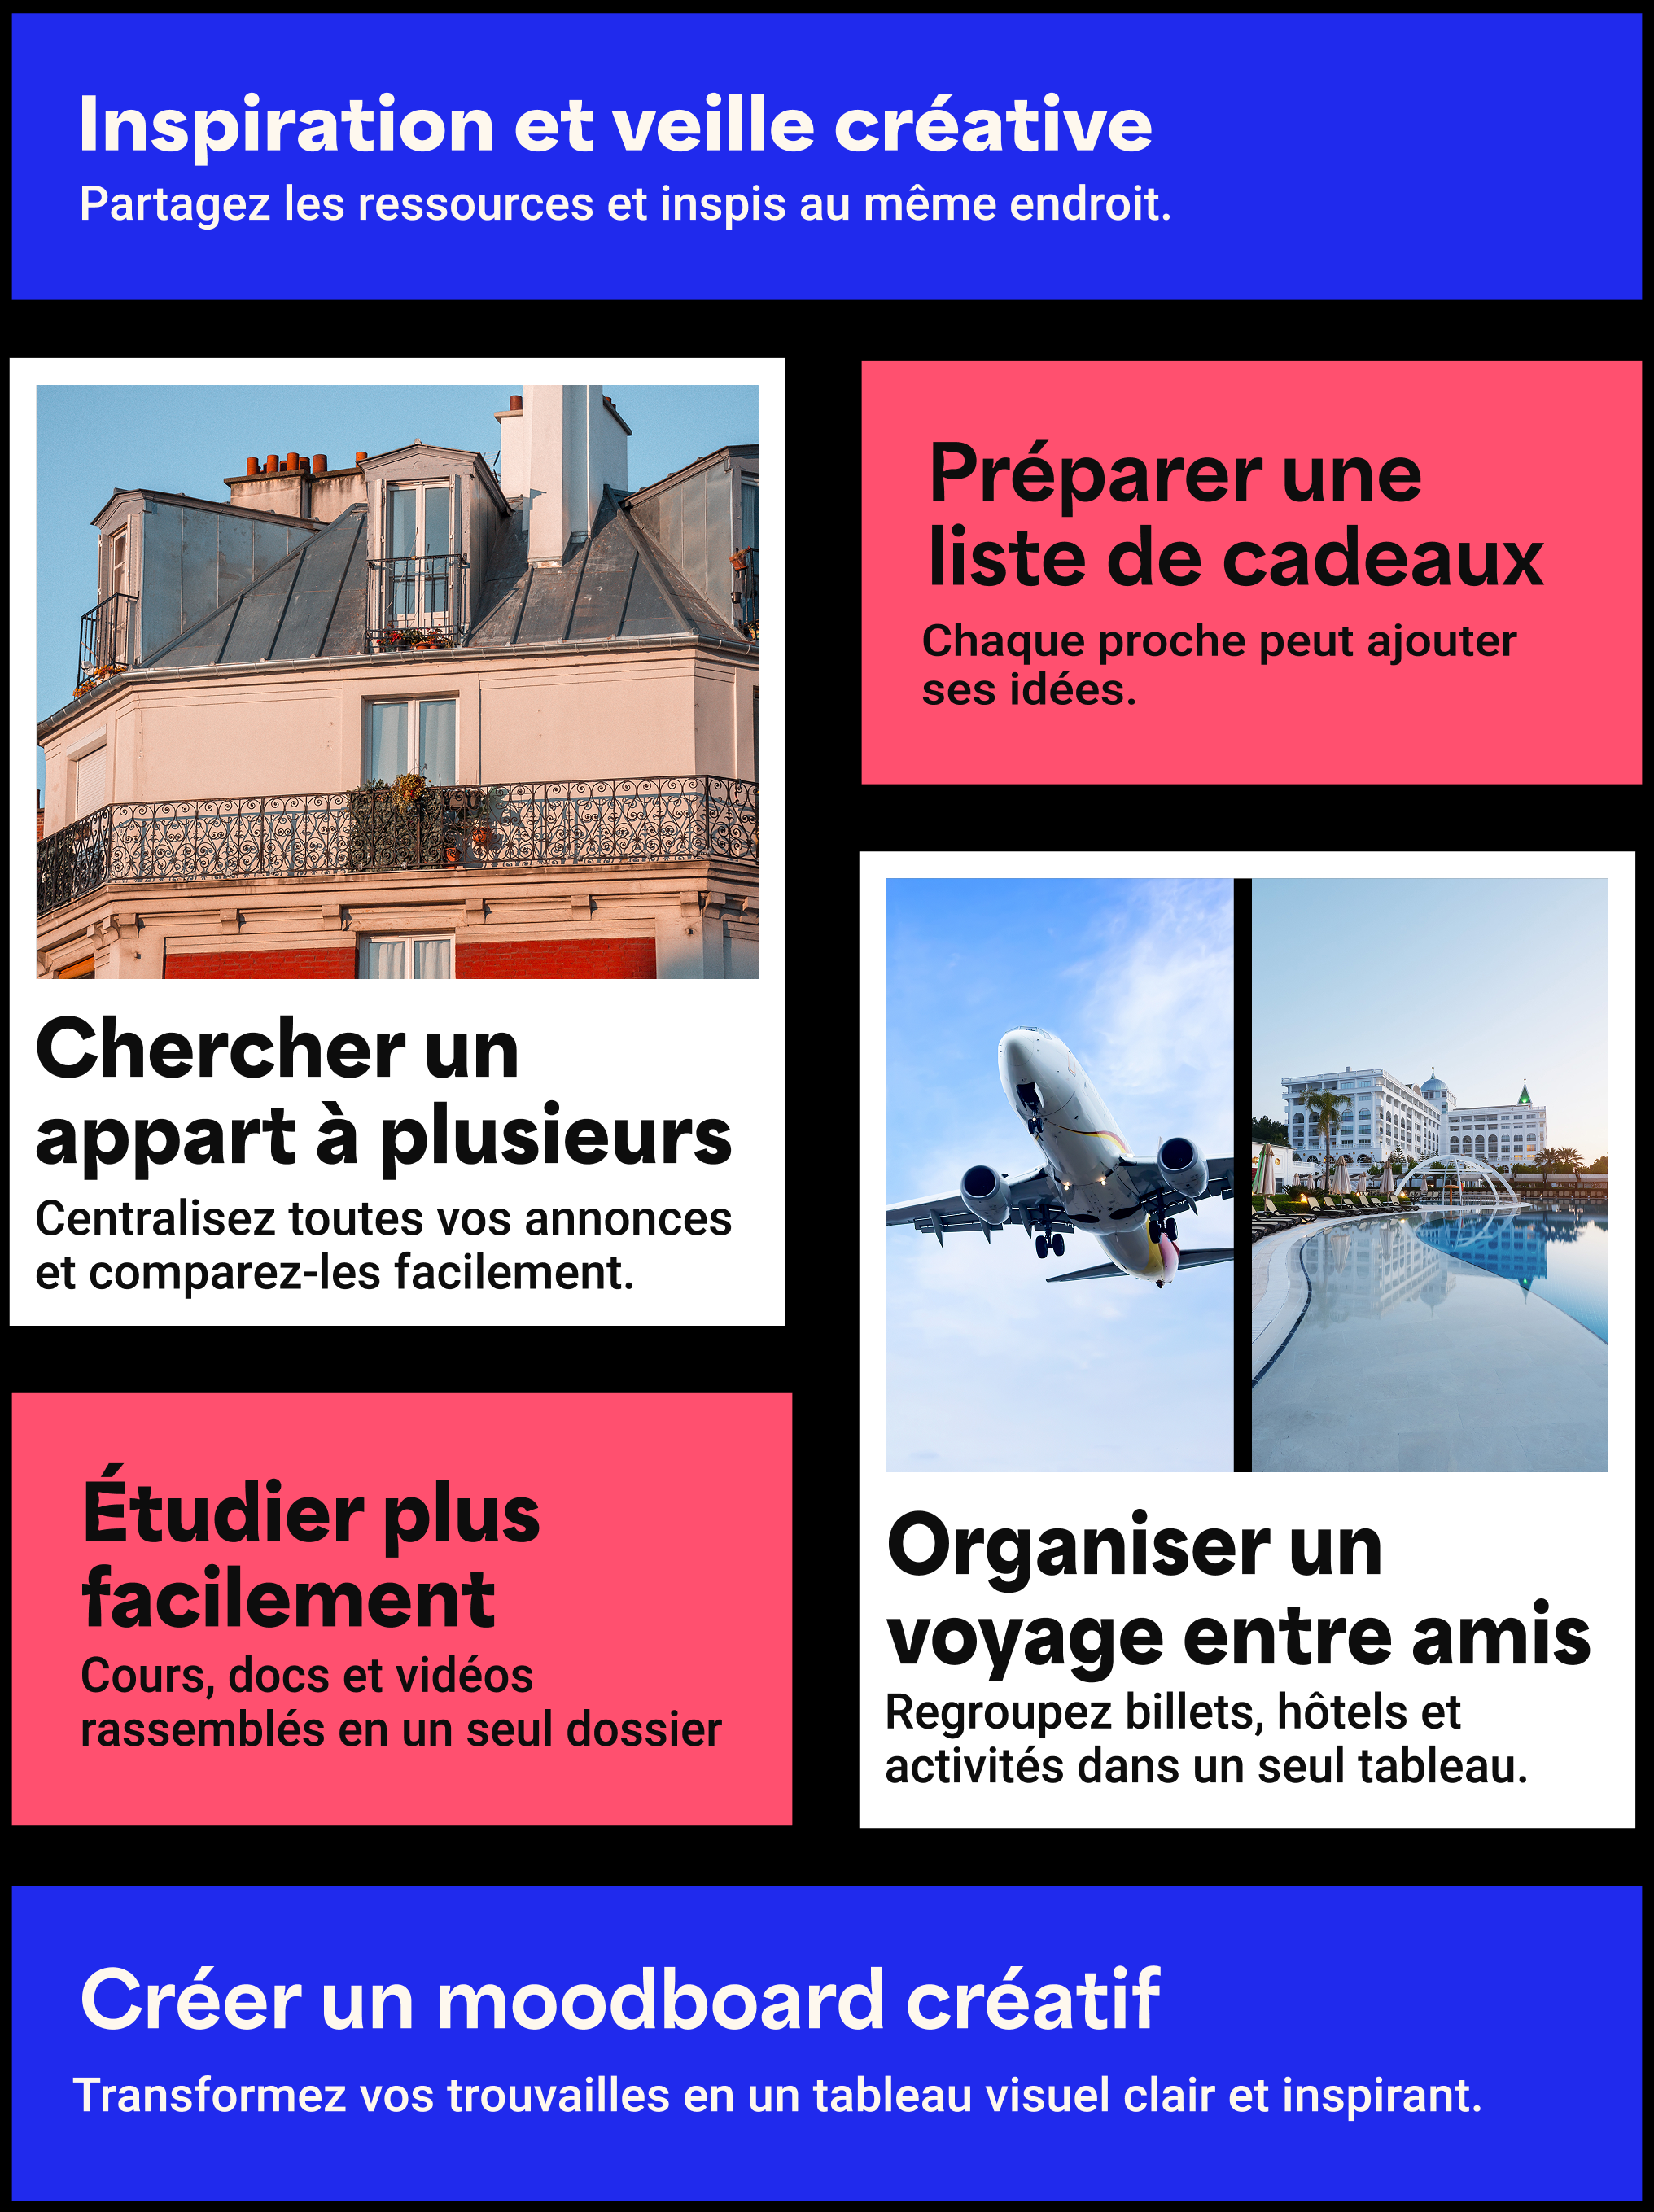 Inspiration et veille créative
Partagez les ressources et inspis au même endroit.
Préparer une
liste de cadeaux
Chaque proche peut ajouter
ses idées.
Chercher un
appart à plusieurs
Centralisez toutes vos annonces
et comparez-les facilement.
Étudier plus
facilement
Cours, docs et vidéos
rassemblés en un seul dossier
Organiser un
voyage entre amis
Regroupez billets, hôtels et
activités dans un seul tableau.
Créer un moodboard créatif
Transformez vos trouvailles en un tableau visuel clair et inspirant.